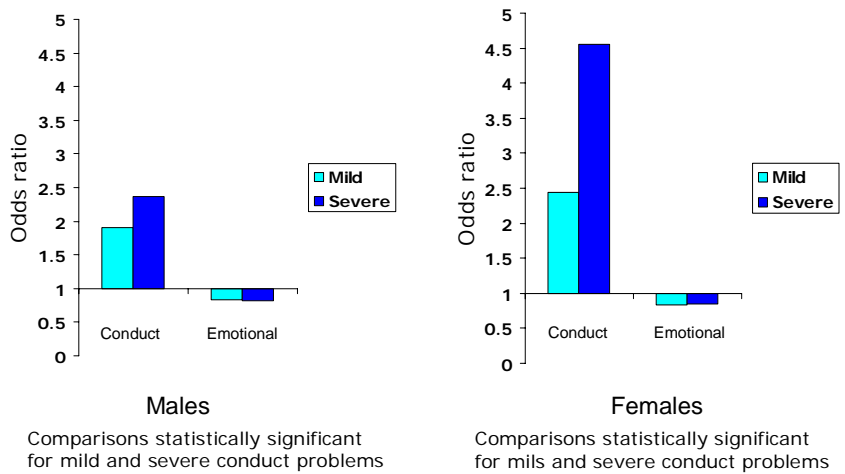 5
4.5
4
3.5
3
2.5
2
1.5
1
0.5
0
Odds ratio
Conduct
Emotional
Mild
Severe
Males
Comparisons statistically significant
for mild and severe conduct problems
5
4.5
4
3.5
3
2.5
2
1.5
1
0.5
0
Odds ratio
Conduct
Emotional
Mild
Severe
Females
Comparisons statistically significant
for mils and severe conduct problems